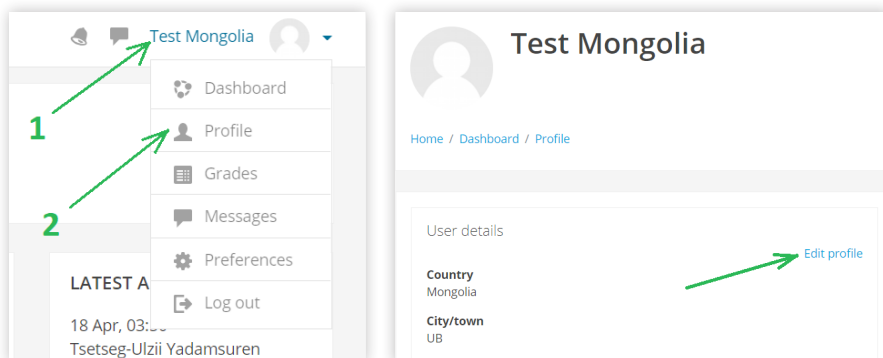 Test Mongolia
1
Dashboard
Profile
2
Grades
Messages
Preferences
Log out
LATEST A
18 Apr, 03:
Tsetseg-Ulzii Yadamsuren
Test Mongolia
Home / Dashboard / Profile
User details
Edit profile
Country
Mongolia
City/town
UB